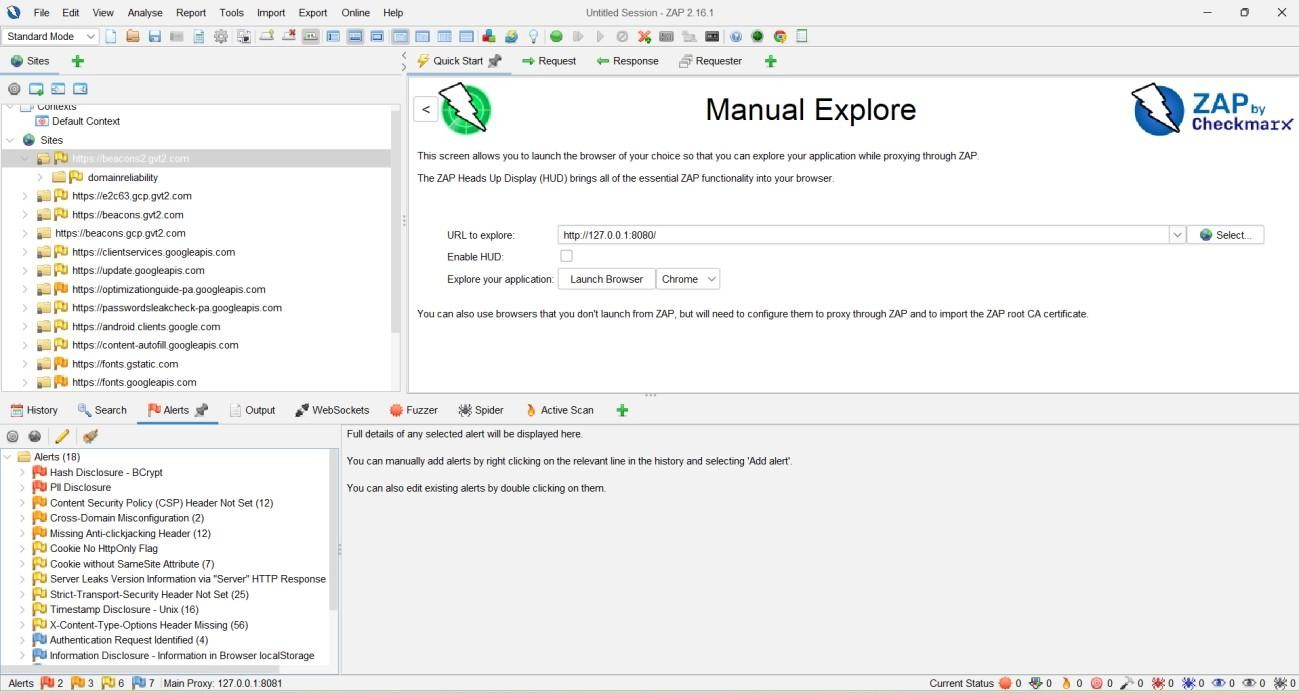 File Edit View Analyse Report Tools Import Export Online Help Untitled Session - ZAP 2.16.1
Standard Mode
Sites Quick Start Request Response Requester
Contexts
Default Context
Sites
https://beacons2.gvt2.com
domainreliability
https://e2c63.gcp.gvt2.com
https://beacons.gvt2.com
https://beacons.gcp.gvt2.com
https://clientservices.googleapis.com
https://update.googleapis.com
https://optimizationguide-pa.googleapis.com
https://passwordsleakcheck-pa.googleapis.com
https://android.clients.google.com
https://content-autofill.googleapis.com
https://fonts.gstatic.com
https://fonts.googleapis.com
<
Manual Explore
ZAP by
Checkmarx
This screen allows you to launch the browser of your choice so that you can explore your application while proxying through ZAP.
The ZAP Heads Up Display (HUD) brings all of the essential ZAP functionality into your browser.
URL to explore: http://127.0.0.1:8080/ Select...
Enable HUD:
Explore your application: Launch Browser Chrome
You can also use browsers that you don't launch from ZAP, but will need to configure them to proxy through ZAP and to import the ZAP root CA certificate.
History Search Alerts Output WebSockets Fuzzer Spider Active Scan
Alerts (18)
Hash Disclosure - BCrypt
PII Disclosure
Content Security Policy (CSP) Header Not Set (12)
Cross-Domain Misconfiguration (2)
Missing Anti-clickjacking Header (12)
Cookie No HttpOnly Flag
Cookie without SameSite Attribute (7)
Server Leaks Version Information via "Server" HTTP Response
Strict-Transport-Security Header Not Set (25)
Timestamp Disclosure - Unix (16)
X-Content-Type-Options Header Missing (56)
Authentication Request Identified (4)
Information Disclosure - Information in Browser localStorage
Full details of any selected alert will be displayed here.
You can manually add alerts by right clicking on the relevant line in the history and selecting 'Add alert'.
You can also edit existing alerts by double clicking on them.
Alerts 2 3 6 7 Main Proxy: 127.0.0.1:8081 Current Status 0 0 0 0 0 0 0 0 0 0